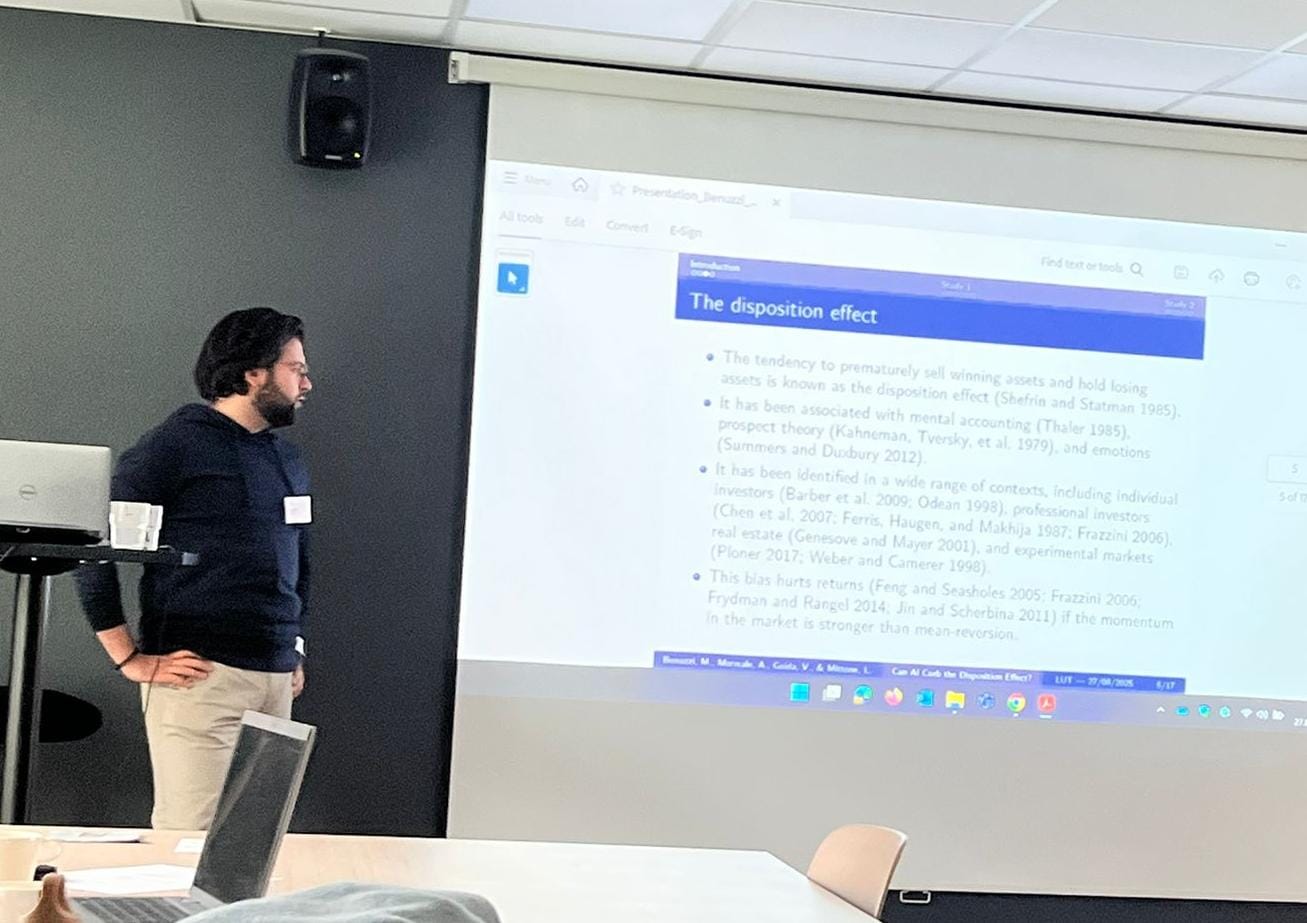 Menu
Presentation_Benuzzi_...
All tools Edit Convert E-Sign
Find text or tools
Introduction
Study 1
Study 2
The disposition effect
The tendency to prematurely sell winning assets and hold losing
assets is known as the disposition effect (Shefrin and Statman 1985).
It has been associated with mental accounting (Thaler 1985),
prospect theory (Kahneman, Tversky, et al. 1979), and emotions
(Summers and Duxbury 2012).
It has been identified in a wide range of contexts, including individual
investors (Barber et al. 2009; Odean 1998), professional investors
(Chen et al. 2007; Ferris, Haugen, and Makhija 1987; Frazzini 2006),
real estate (Genesove and Mayer 2001), and experimental markets
(Ploner 2017; Weber and Camerer 1998).
This bias hurts returns (Feng and Seasholes 2005; Frazzini 2006;
Frydman and Rangel 2014; Jin and Scherbina 2011) if the momentum
in the market is stronger than mean-reversion.
5
5 of 17
Benuzzi, M., Mormale, A., Guida, V., & Mittone, L. Can AI Curb the Disposition Effect? LUT — 27/08/2025 5/17
DELL